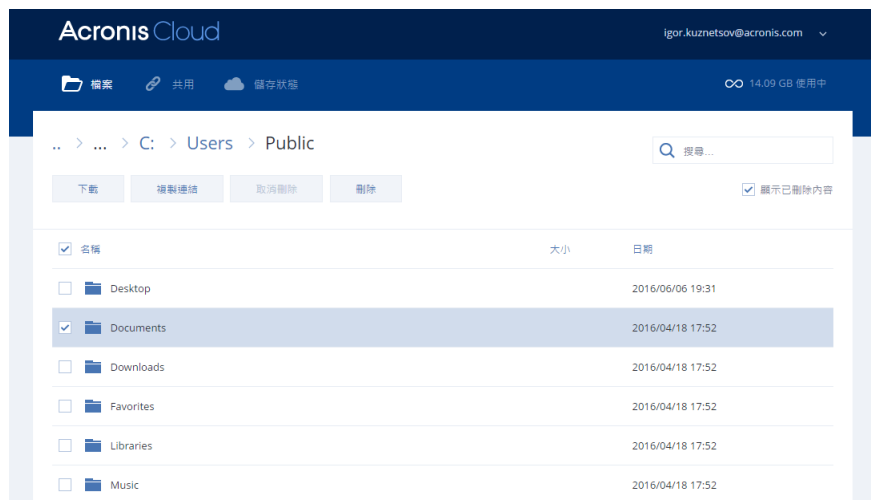 Acronis Cloud
igor.kuznetsov@acronis.com
檔案 共用 儲存狀態 14.09 GB 使用中
.. > ... > C: > Users > Public
搜尋...
下載 複製連結 取消刪除 刪除 顯示已刪除內容
名稱 大小 日期
Desktop 2016/06/06 19:31
Documents 2016/04/18 17:52
Downloads 2016/04/18 17:52
Favorites 2016/04/18 17:52
Libraries 2016/04/18 17:52
Music 2016/04/18 17:52